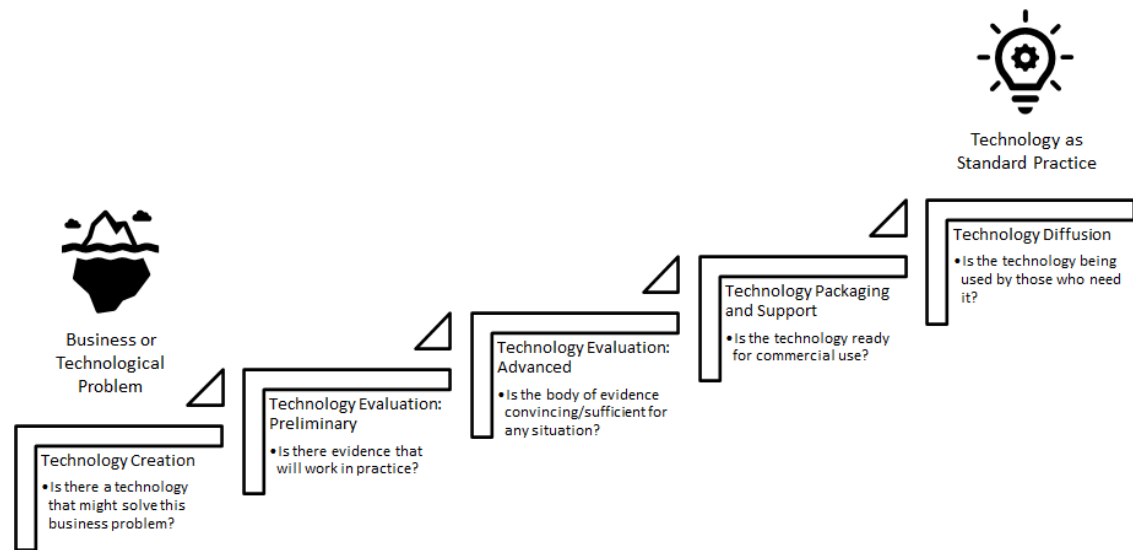 Business or
Technological
Problem
Technology Creation
•Is there a technology
that might solve this
business problem?
Technology Evaluation:
Preliminary
•Is there evidence that
will work in practice?
Technology Evaluation:
Advanced
•Is the body of evidence
convincing/sufficient for
any situation?
Technology Packaging
and Support
•Is the technology ready
for commercial use?
Technology Diffusion
•Is the technology being
used by those who need
it?
Technology as
Standard Practice